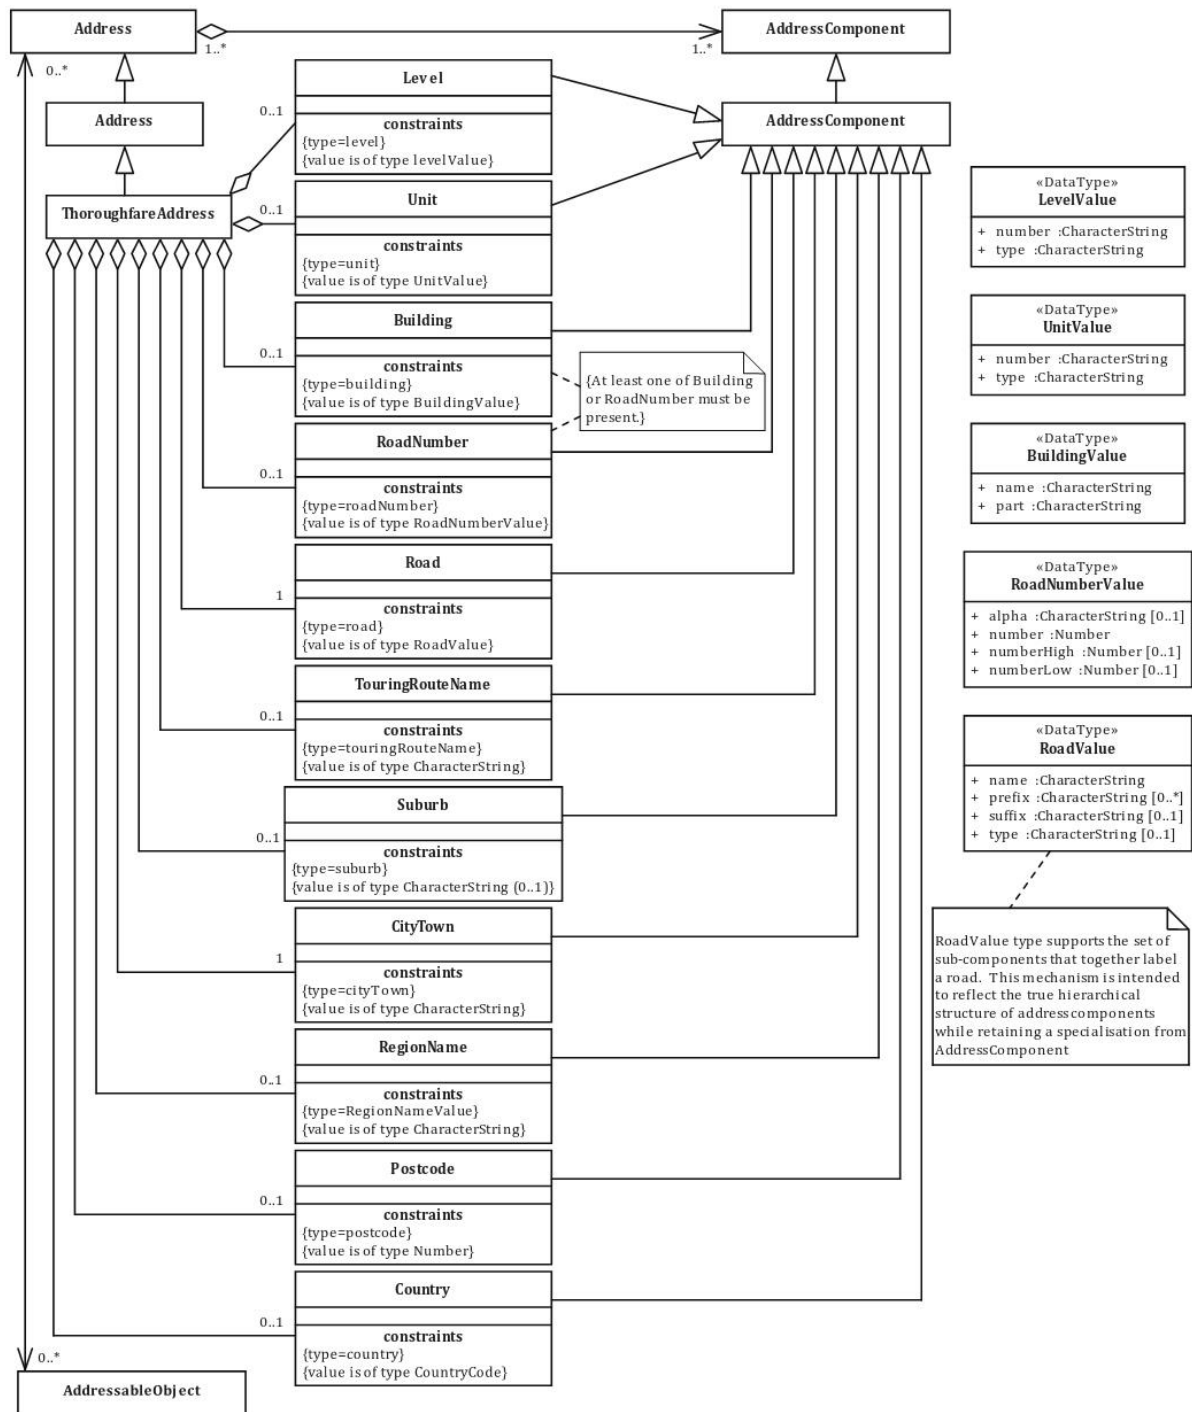 Address
1..*
1..*
AddressComponent
0..*
Address
AddressComponent
ThoroughfareAddress
0..1
Level
constraints
{type=level}
{value is of type levelValue}
0..1
Unit
constraints
{type=unit}
{value is of type UnitValue}
0..1
Building
constraints
{type=building}
{value is of type BuildingValue}
{At least one of Building
or RoadNumber must be
present.}
0..1
RoadNumber
constraints
{type=roadNumber}
{value is of type RoadNumberValue}
1
Road
constraints
{type=road}
{value is of type RoadValue}
0..1
TouringRouteName
constraints
{type=touringRouteName}
{value is of type CharacterString}
0..1
Suburb
constraints
{type=suburb}
{value is of type CharacterString (0..1)}
1
CityTown
constraints
{type=cityTown}
{value is of type CharacterString}
0..1
RegionName
constraints
{type=RegionNameValue}
{value is of type CharacterString}
0..1
Postcode
constraints
{type=postcode}
{value is of type Number}
0..1
Country
constraints
{type=country}
{value is of type CountryCode}
0..*
AddressableObject
«DataType»
LevelValue
+ number :CharacterString
+ type :CharacterString
«DataType»
UnitValue
+ number :CharacterString
+ type :CharacterString
«DataType»
BuildingValue
+ name :CharacterString
+ part :CharacterString
«DataType»
RoadNumberValue
+ alpha :CharacterString [0..1]
+ number :Number
+ numberHigh :Number [0..1]
+ numberLow :Number [0..1]
«DataType»
RoadValue
+ name :CharacterString
+ prefix :CharacterString [0..*]
+ suffix :CharacterString [0..1]
+ type :CharacterString [0..1]
RoadValue type supports the set of
sub-components that together label
a road. This mechanism is intended
to reflect the true hierarchical
structure of address components
while retaining a specialisation from
AddressComponent